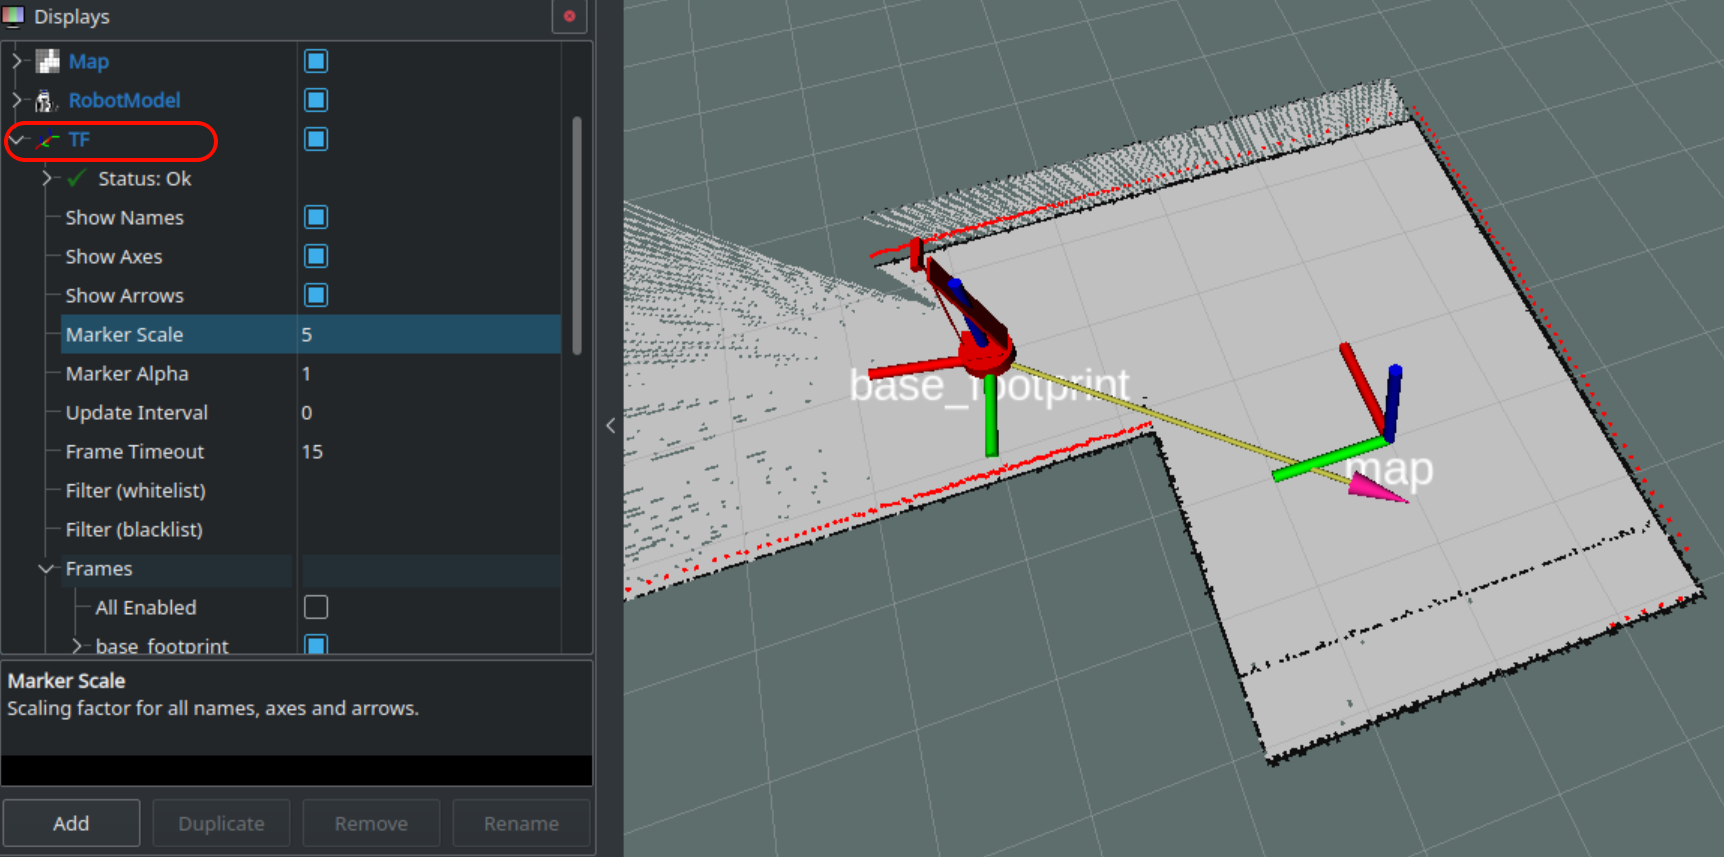 Displays
Map
RobotModel
TF
Status: Ok
Show Names
Show Axes
Show Arrows
Marker Scale 5
Marker Alpha 1
Update Interval 0
Frame Timeout 15
Filter (whitelist)
Filter (blacklist)
Frames
All Enabled
base_footprint
Marker Scale
Scaling factor for all names, axes and arrows.
Add Duplicate Remove Rename
base_footprint
map